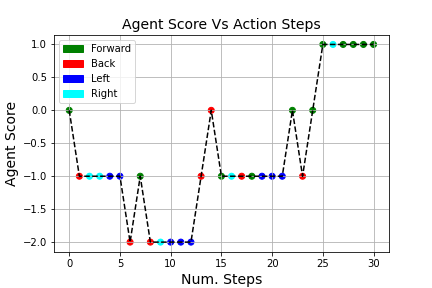 Agent Score Vs Action Steps
Agent Score
1.0
0.5
0.0
−0.5
−1.0
−1.5
−2.0
Forward
Back
Left
Right
0 5 10 15 20 25 30
Num. Steps